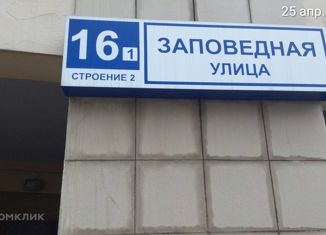 25 апр.
16 1
СТРОЕНИЕ 2
ЗАПОВЕДНАЯ
УЛИЦА
омклик